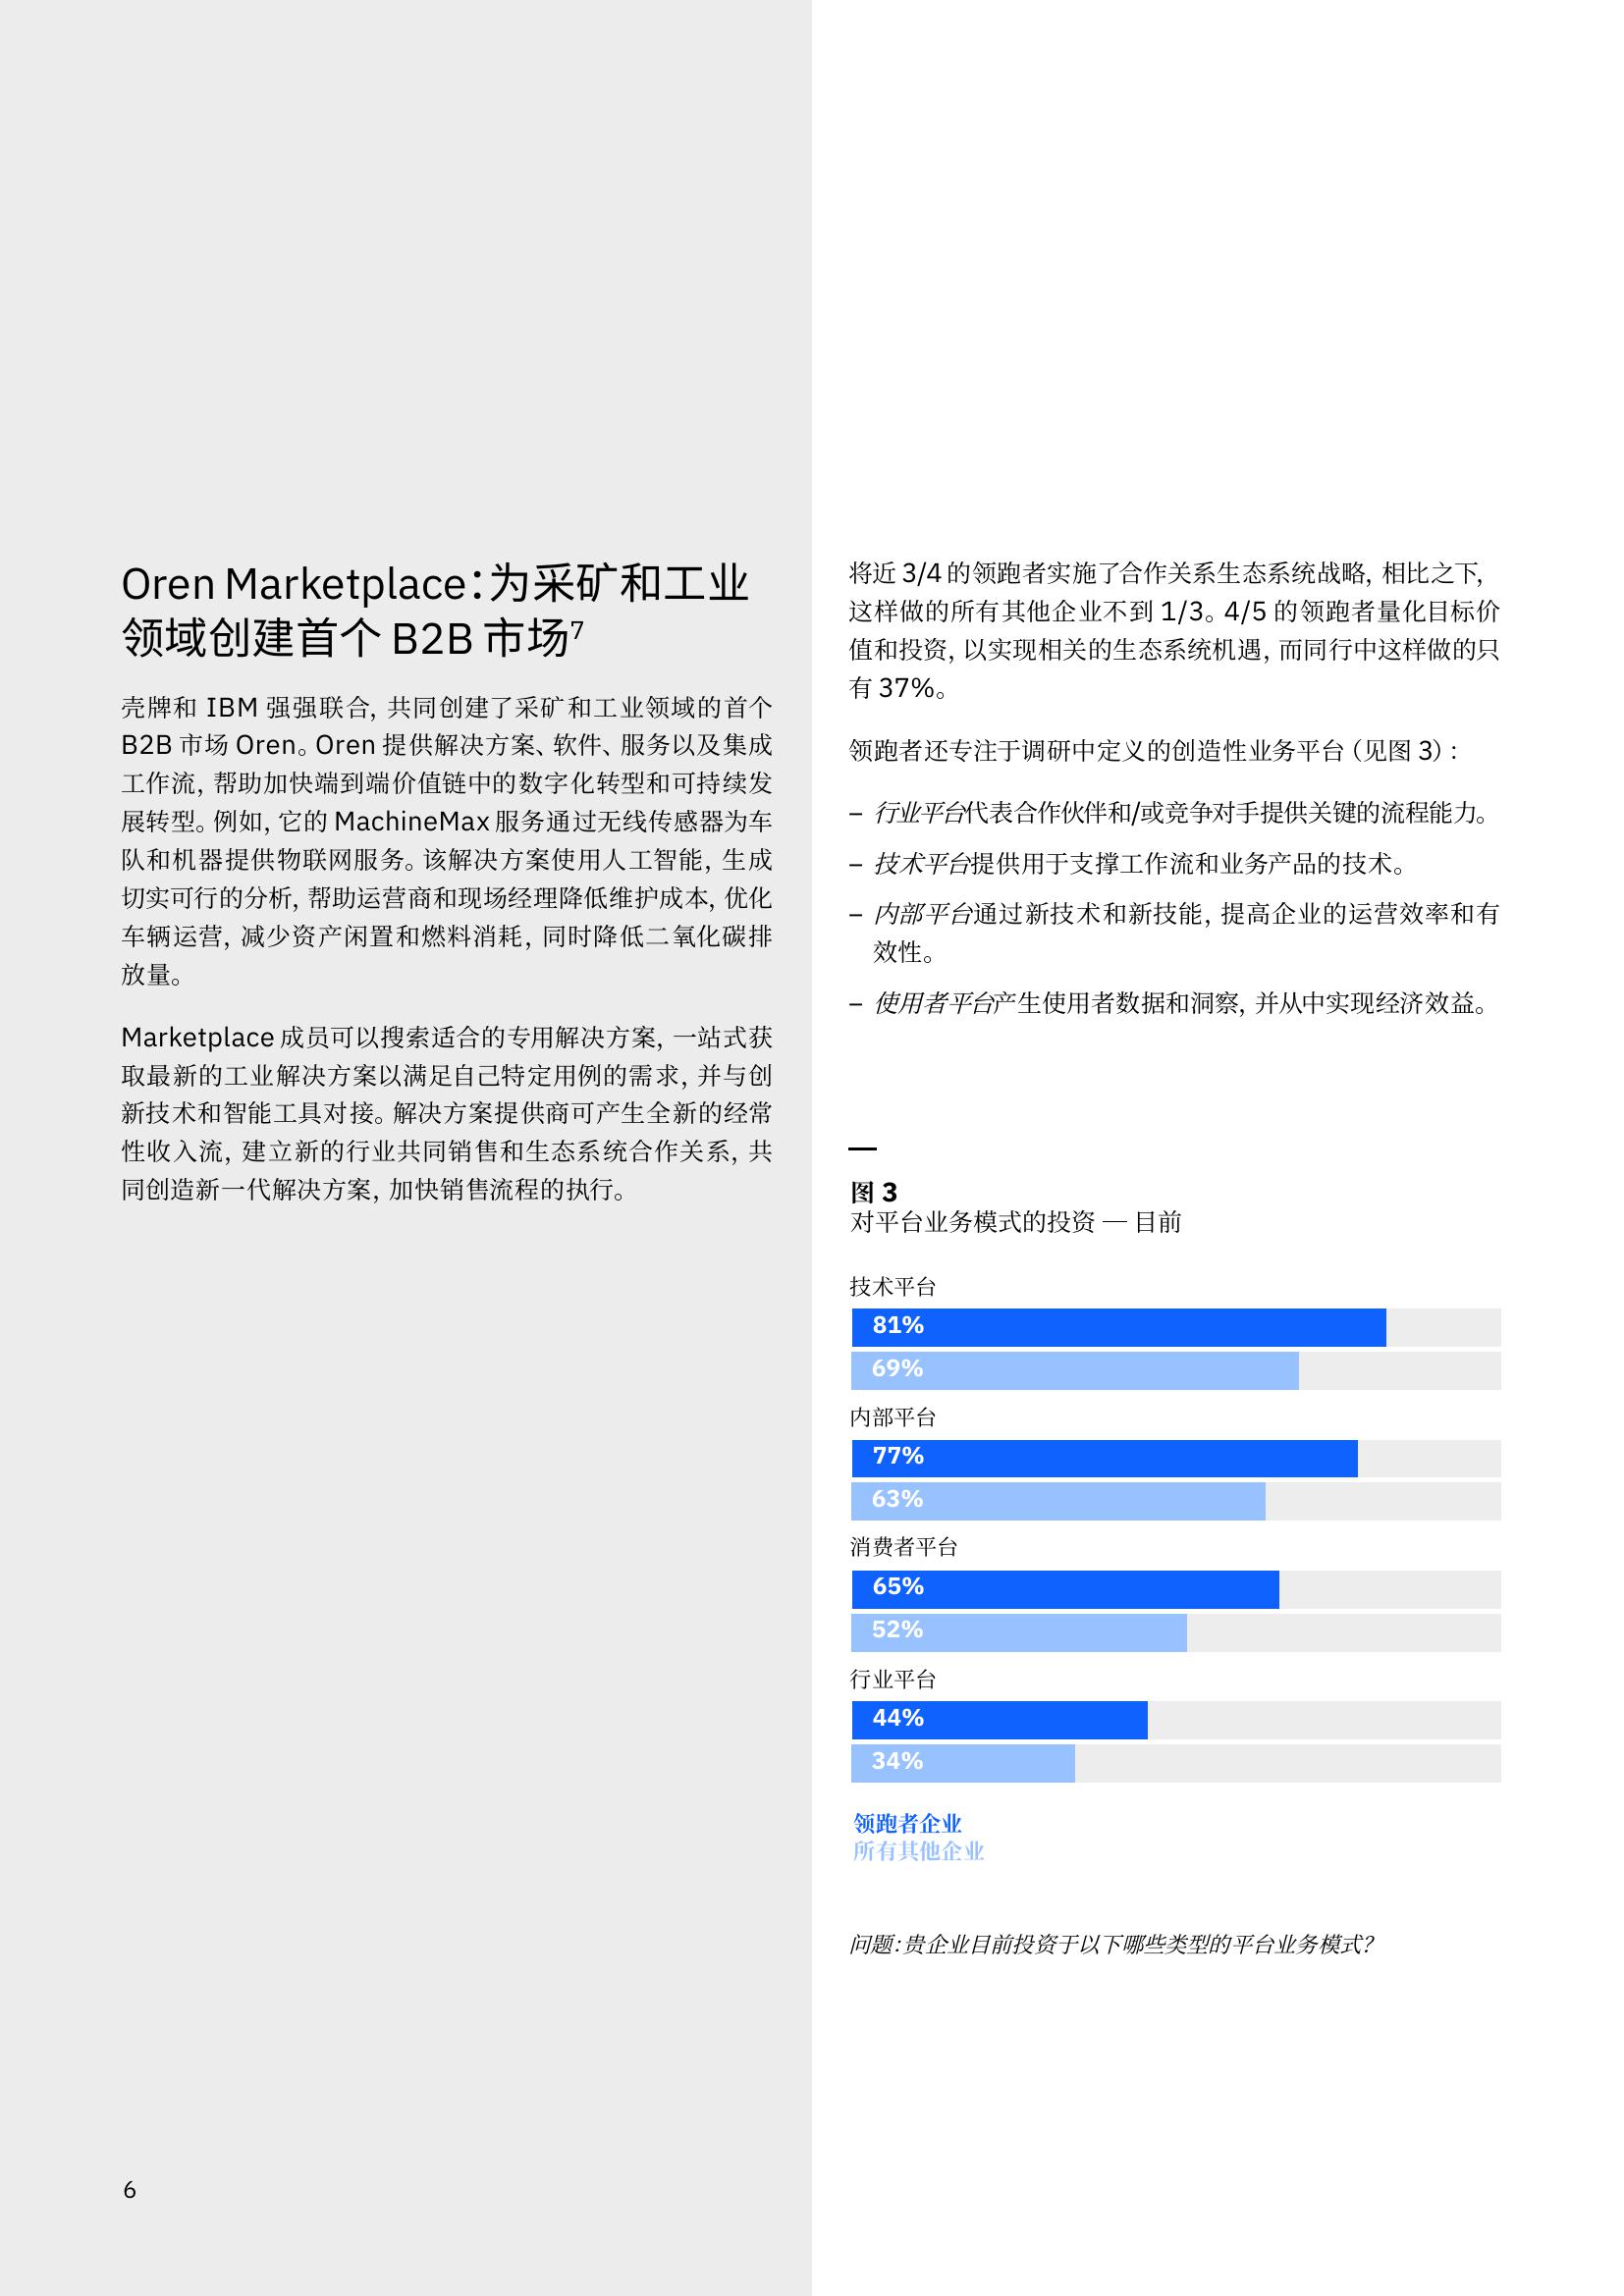 Oren Marketplace：为采矿和工业
领域创建首个 B2B 市场7
壳牌和 IBM 强强联合，共同创建了采矿和工业领域的首个
B2B 市场 Oren。Oren 提供解决方案、软件、服务以及集成
工作流，帮助加快端到端价值链中的数字化转型和可持续发
展转型。例如，它的 MachineMax 服务通过无线传感器为车
队和机器提供物联网服务。该解决方案使用人工智能，生成
切实可行的分析，帮助运营商和现场经理降低维护成本，优化
车辆运营，减少资产闲置和燃料消耗，同时降低二氧化碳排
放量。
Marketplace 成员可以搜索适合的专用解决方案，一站式获
取最新的工业解决方案以满足自己特定用例的需求，并与创
新技术和智能工具对接。解决方案提供商可产生全新的经常
性收入流，建立新的行业共同销售和生态系统合作关系，共
同创造新一代解决方案，加快销售流程的执行。
将近 3/4 的领跑者实施了合作关系生态系统战略，相比之下，
这样做的所有其他企业不到 1/3。4/5 的领跑者量化目标价
值和投资，以实现相关的生态系统机遇，而同行中这样做的只
有 37%。
领跑者还专注于调研中定义的创造性业务平台（见图 3）：
– 行业平台代表合作伙伴和/或竞争对手提供关键的流程能力。
– 技术平台提供用于支撑工作流和业务产品的技术。
– 内部平台通过新技术和新技能，提高企业的运营效率和有
效性。
– 使用者平台产生使用者数据和洞察，并从中实现经济效益。
图 3
对平台业务模式的投资 — 目前
技术平台
81%
69%
内部平台
77%
63%
消费者平台
65%
52%
行业平台
44%
34%
领跑者企业
所有其他企业
问题：贵企业目前投资于以下哪些类型的平台业务模式？
6